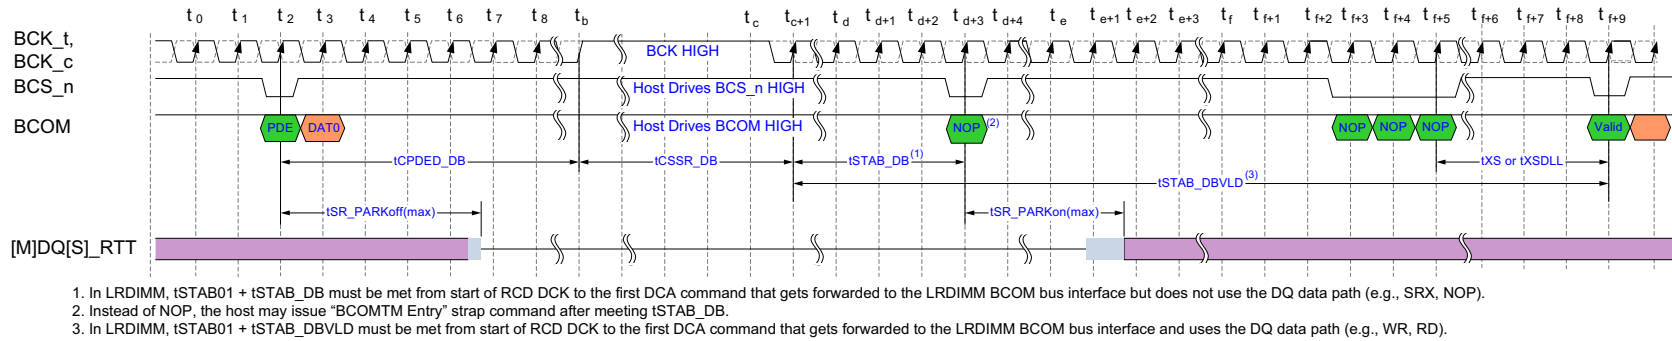 t0 t1 t2 t3 t4 t5 t6 t7 t8 tb tc tc+1 td td+1 td+2 td+3 td+4 te te+1 te+2 te+3 tf tf+1 tf+2 tf+3 tf+4 tf+5 tf+6 tf+7 tf+8 tf+9
BCK_t,
BCK_c
BCK HIGH
BCS_n
Host Drives BCS_n HIGH
BCOM
PDE DAT0 Host Drives BCOM HIGH NOP(2) NOP NOP NOP Valid
tCPDED_DB tCSSR_DB tSTAB_DB(1) tXS or tXSDLL
tSTAB_DBVLD(3)
tSR_PARKoff(max) tSR_PARKon(max)
[M]DQ[S]_RTT
1. In LRDIMM, tSTAB01 + tSTAB_DB must be met from start of RCD DCK to the first DCA command that gets forwarded to the LRDIMM BCOM bus interface but does not use the DQ data path (e.g., SRX, NOP).
2. Instead of NOP, the host may issue “BCOMTM Entry” strap command after meeting tSTAB_DB.
3. In LRDIMM, tSTAB01 + tSTAB_DBVLD must be met from start of RCD DCK to the first DCA command that gets forwarded to the LRDIMM BCOM bus interface and uses the DQ data path (e.g., WR, RD).